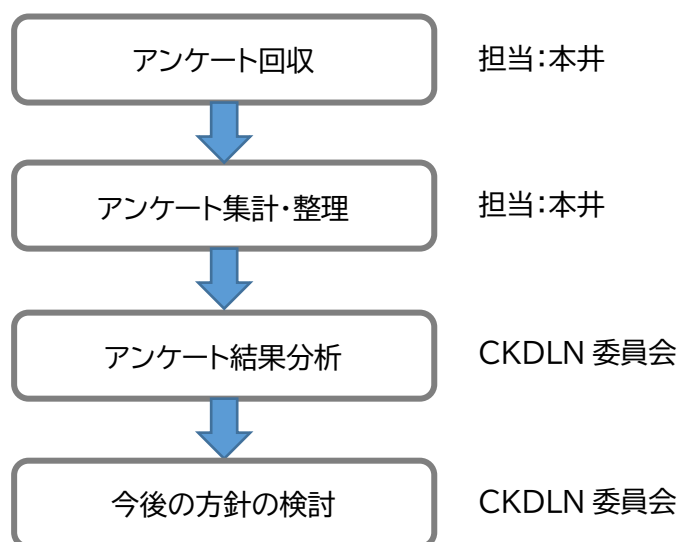 アンケート回収
担当：本井
アンケート集計・整理
担当：本井
アンケート結果分析
CKDLN 委員会
今後の方針の検討
CKDLN 委員会